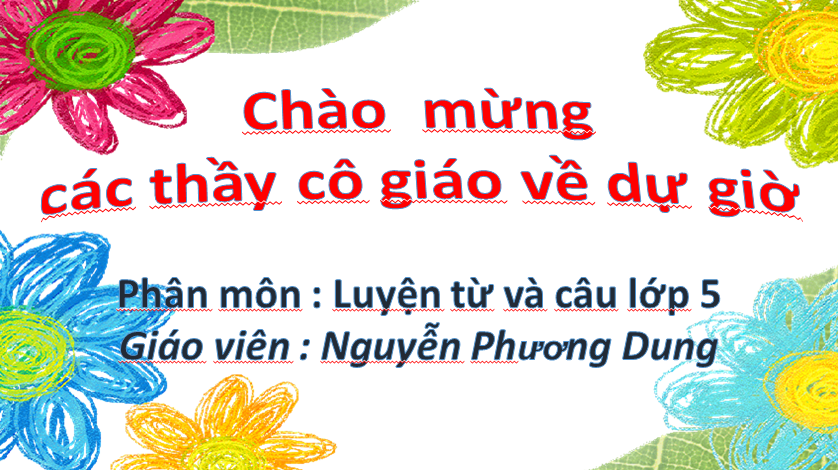 Chào mừng
các thầy cô giáo về dự giờ
Phân môn : Luyện từ và câu lớp 5
Giáo viên : Nguyễn Phương Dung